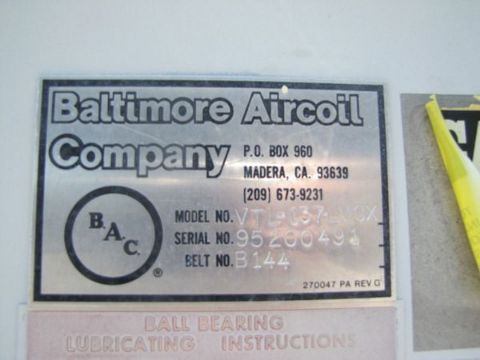 Baltimore Aircoil
Company P.O. BOX 960
MADERA, CA. 93639
(209) 673-9231
B.A.C.
®
MODEL NO.
SERIAL NO. 95200491
BELT NO. B144
270047 PA REV G
BALL BEARING
LUBRICATING INSTRUCTIONS